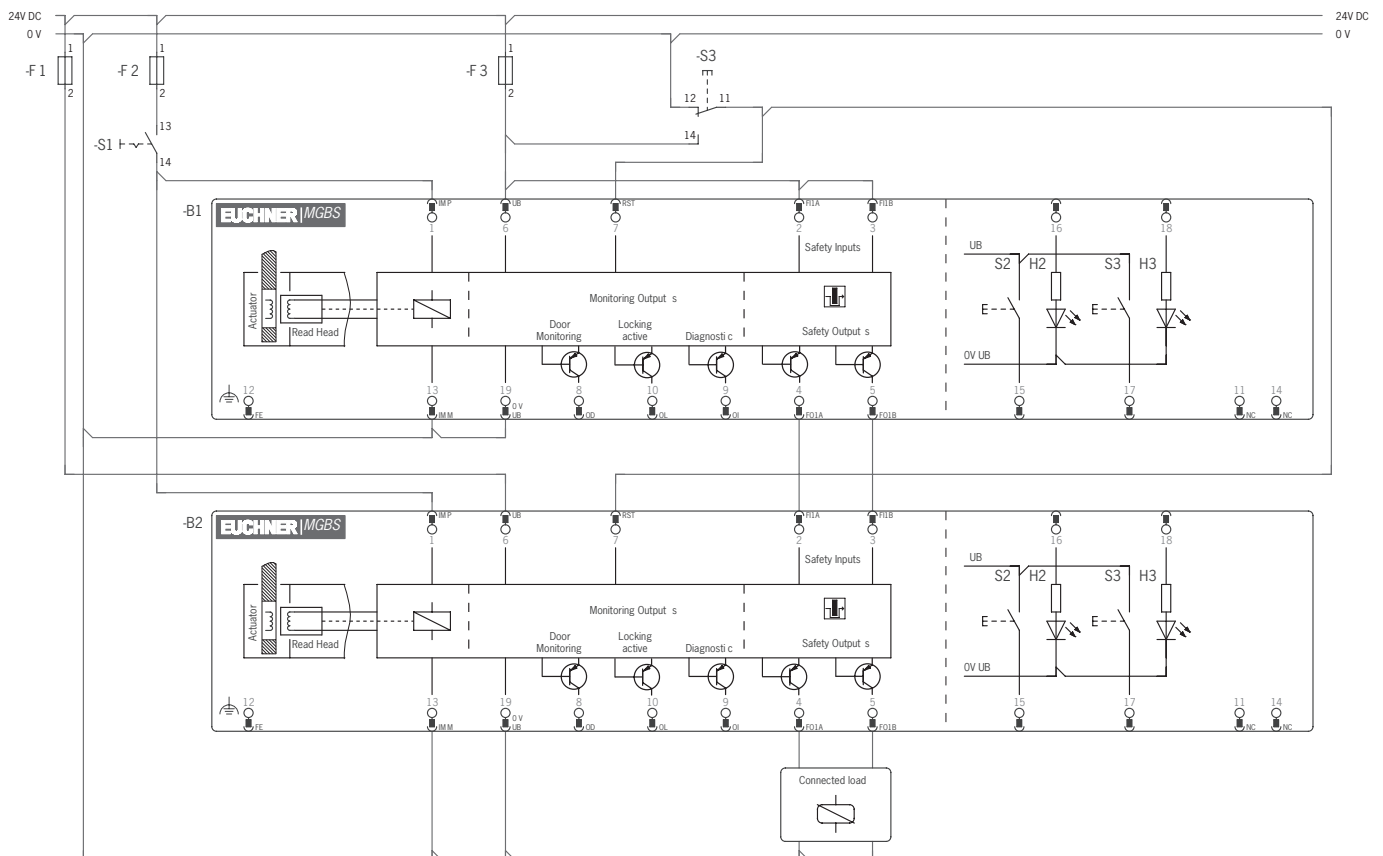 24V DC
24V DC
0 V
0 V
1
1
1
-F 1
-F 2
-F 3
-S3
2
2
2
12
11
13
-S1
14
14
-B1
EUCHNER|MGBS
IMP
UB
RST
FI1A
FI1B
1
6
7
2
3
16
18
Safety Inputs
UB
S2
H2
S3
H3
Actuator
Read Head
Monitoring Output s
Door
Monitoring
Locking
active
Diagnosti c
Safety Output s
E
E
0V UB
12
13
19
8
10
9
4
5
15
17
11
14
FE
IMM
0 V
UB
OD
OL
OI
FO1A
FO1B
NC
NC
-B2
EUCHNER|MGBS
IMP
UB
RST
FI1A
FI1B
1
6
7
2
3
16
18
Safety Inputs
UB
S2
H2
S3
H3
Actuator
Read Head
Monitoring Output s
Door
Monitoring
Locking
active
Diagnosti c
Safety Output s
E
E
0V UB
12
13
19
8
10
9
4
5
15
17
11
14
FE
IMM
0 V
UB
OD
OL
OI
FO1A
FO1B
NC
NC
Connected load